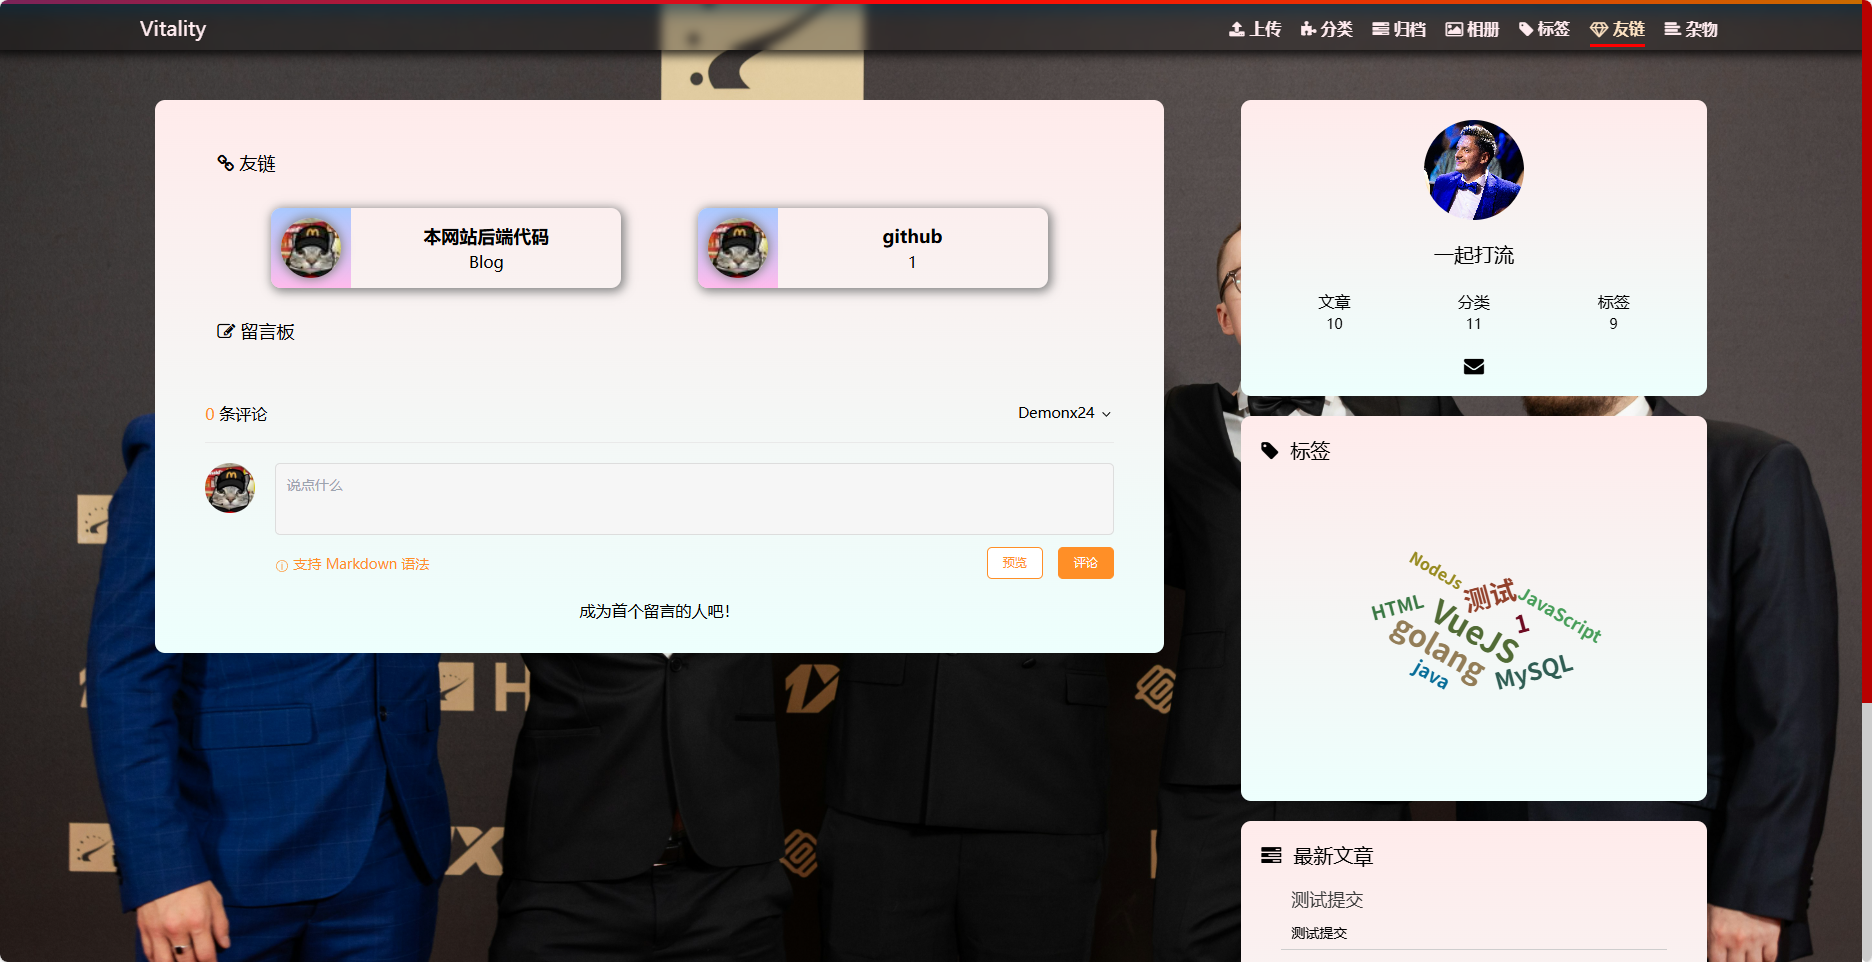 Vitality
上传 分类 归档 相册 标签 友链 杂物
友链
本网站后端代码
Blog
github
1
留言板
0 条评论
Demonx24
说点什么
支持 Markdown 语法
预览 评论
成为首个留言的人吧!
一起打流
文章 分类 标签
10 11 9
标签
NodeJs
测试
JavaScript
HTML
VueJS
1
golang
MySQL
java
最新文章
测试提交
测试提交